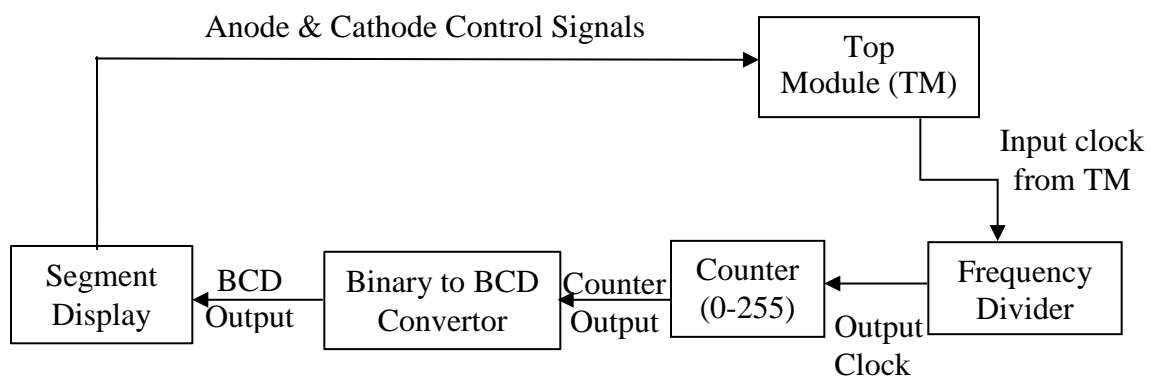 Anode & Cathode Control Signals
Top
Module (TM)
Input clock
from TM
Segment
Display
BCD
Output
Binary to BCD
Convertor
Counter
Output
Counter
(0-255)
Output
Clock
Frequency
Divider